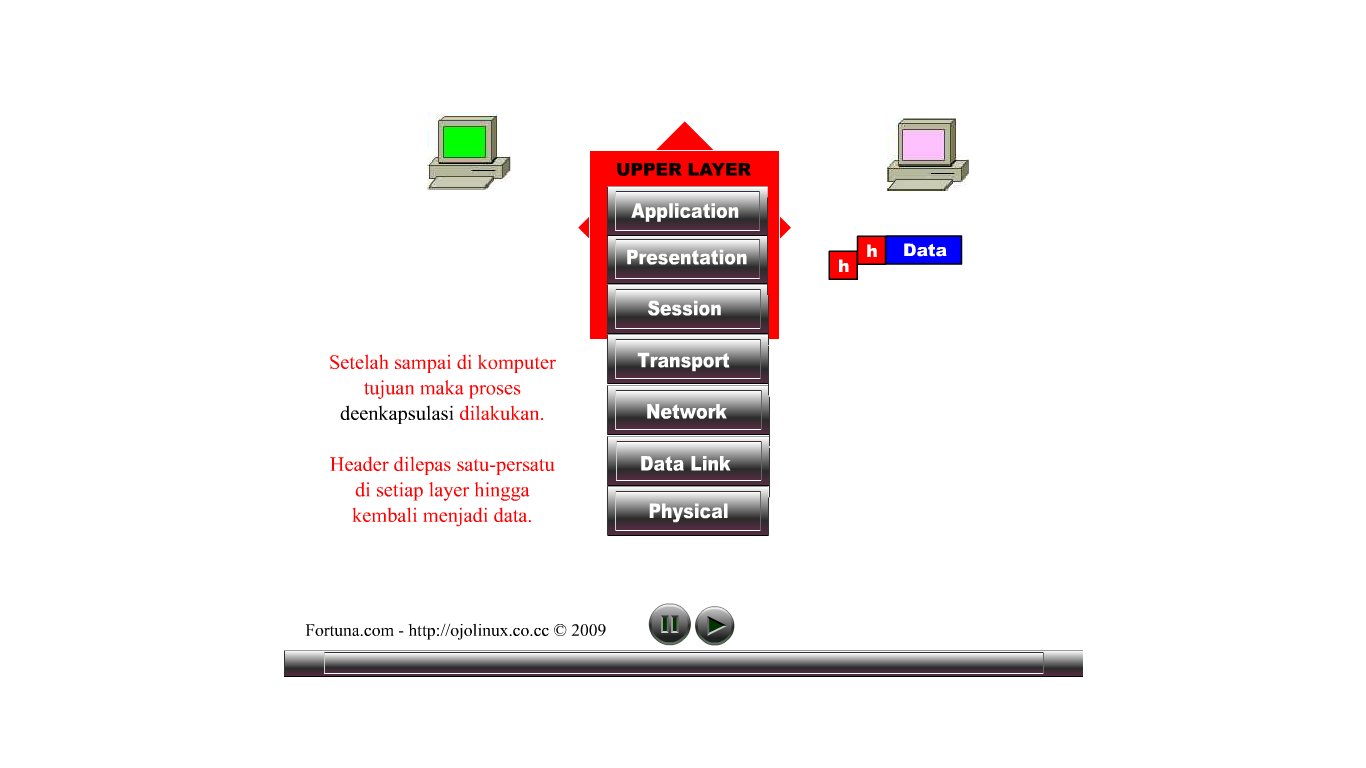 UPPER LAYER
Application
Presentation
Session
Transport
Network
Data Link
Physical
h
h Data
Setelah sampai di komputer
tujuan maka proses
deenkapsulasi dilakukan.
Header dilepas satu-persatu
di setiap layer hingga
kembali menjadi data.
Fortuna.com - http://ojolinux.co.cc © 2009